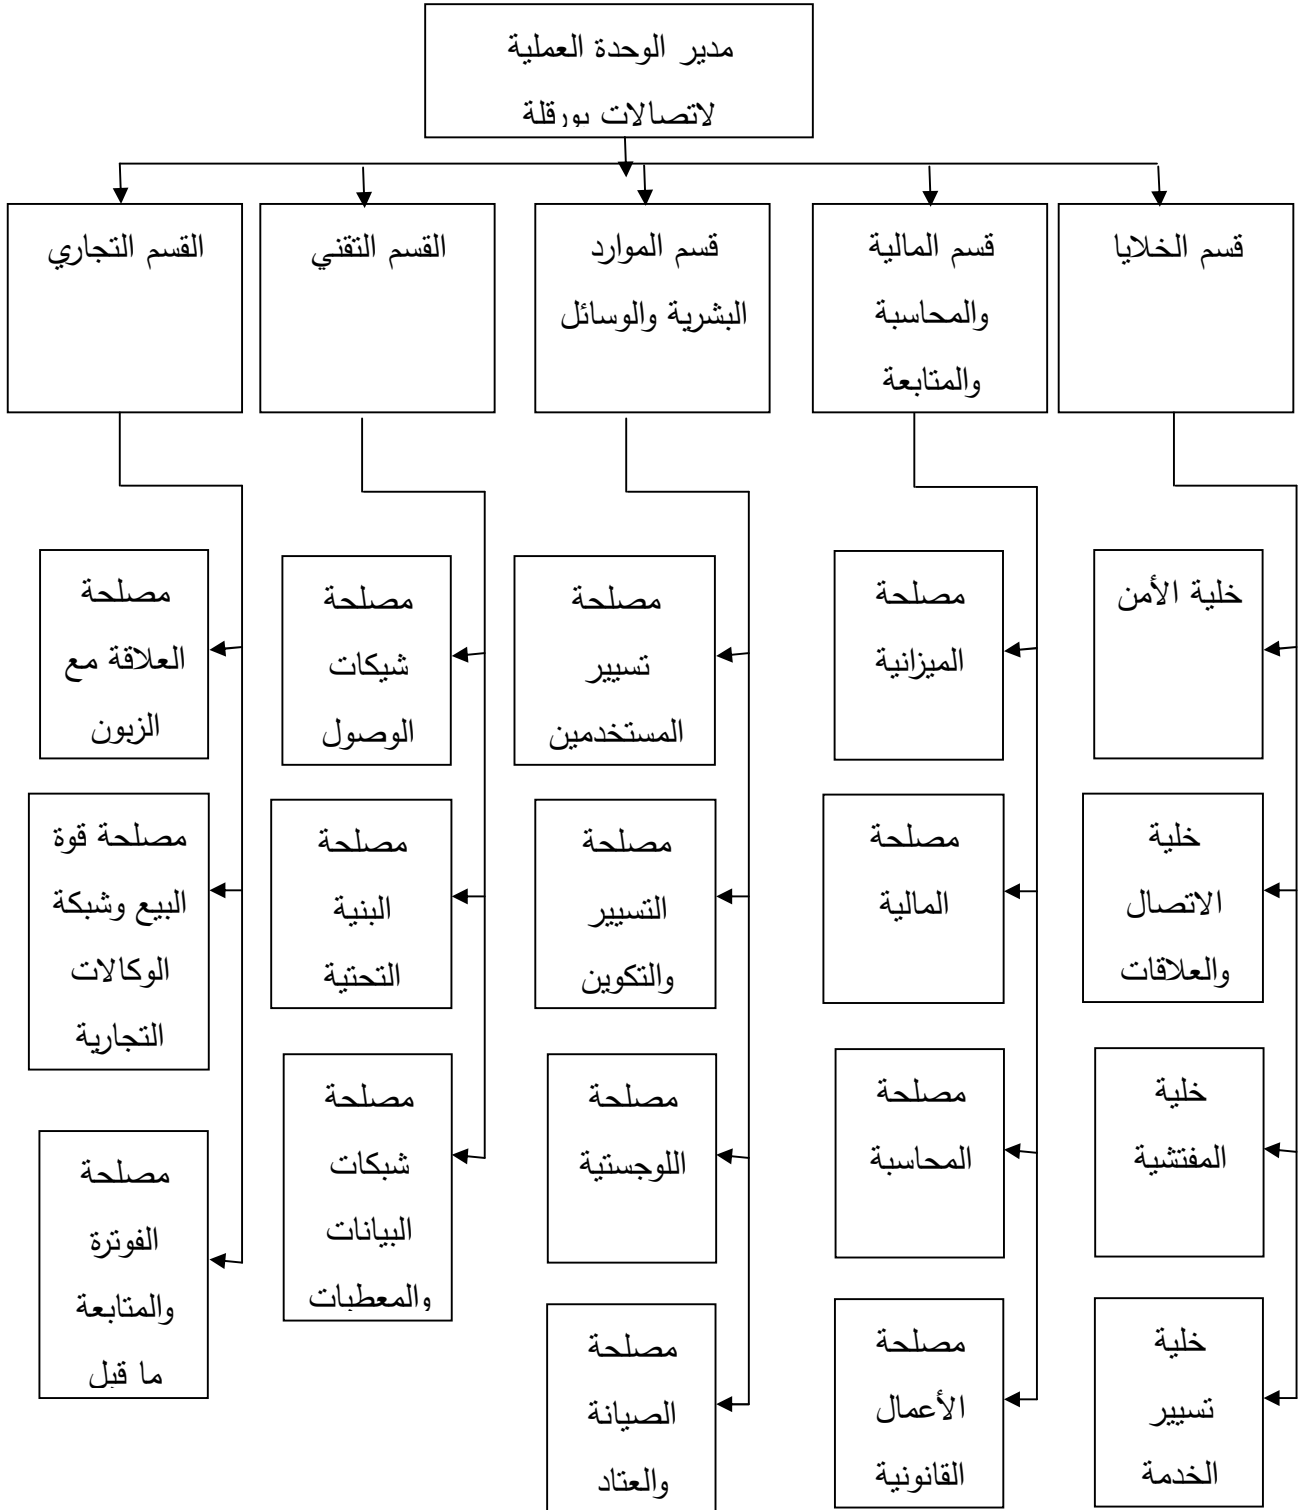 مدير الوحدة العملية
لاتصالات بورقلة
قسم الخلايا
قسم المالية
والمحاسبة
والمتابعة
قسم الموارد
البشرية والوسائل
القسم التقني
القسم التجاري
خلية الأمن
مصلحة
الميزانية
مصلحة
تسيير
المستخدمين
مصلحة
شبكات
الوصول
مصلحة
العلاقة مع
الزبون
خلية
الاتصال
والعلاقات
مصلحة
المالية
مصلحة
التسيير
والتكوين
مصلحة
البنية
التحتية
مصلحة قوة
البيع وشبكة
الوكالات
التجارية
خلية
المفتشية
مصلحة
المحاسبة
مصلحة
اللوجستية
مصلحة
شبكات
البيانات
والمعطيات
مصلحة
الفوترة
والمتابعة
ما قبل
خلية
تسيير
الخدمة
مصلحة
الأعمال
القانونية
مصلحة
الصيانة
والعتاد